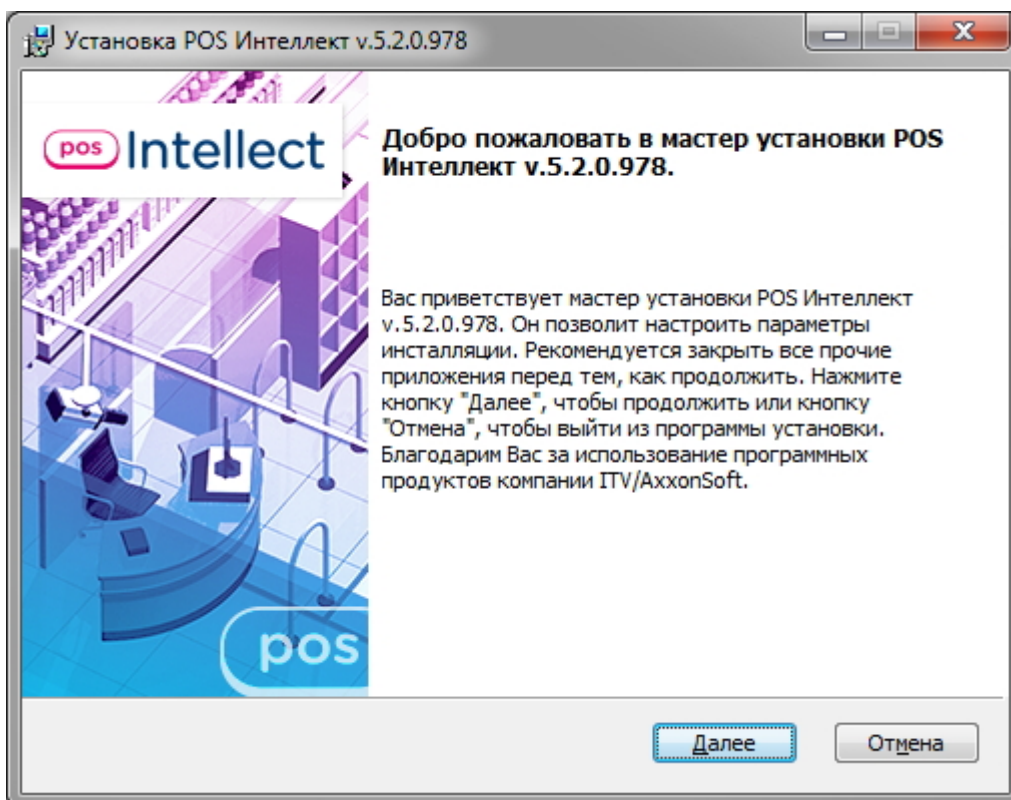 Установка POS Интеллект v.5.2.0.978
pos Intellect
Добро пожаловать в мастер установки POS
Интеллект v.5.2.0.978.
Вас приветствует мастер установки POS Интеллект
v.5.2.0.978. Он позволит настроить параметры
инсталляции. Рекомендуется закрыть все прочие
приложения перед тем, как продолжить. Нажмите
кнопку "Далее", чтобы продолжить или кнопку
"Отмена", чтобы выйти из программы установки.
Благодарим Вас за использование программных
продуктов компании ITV/AxxonSoft.
pos
Далее Отмена